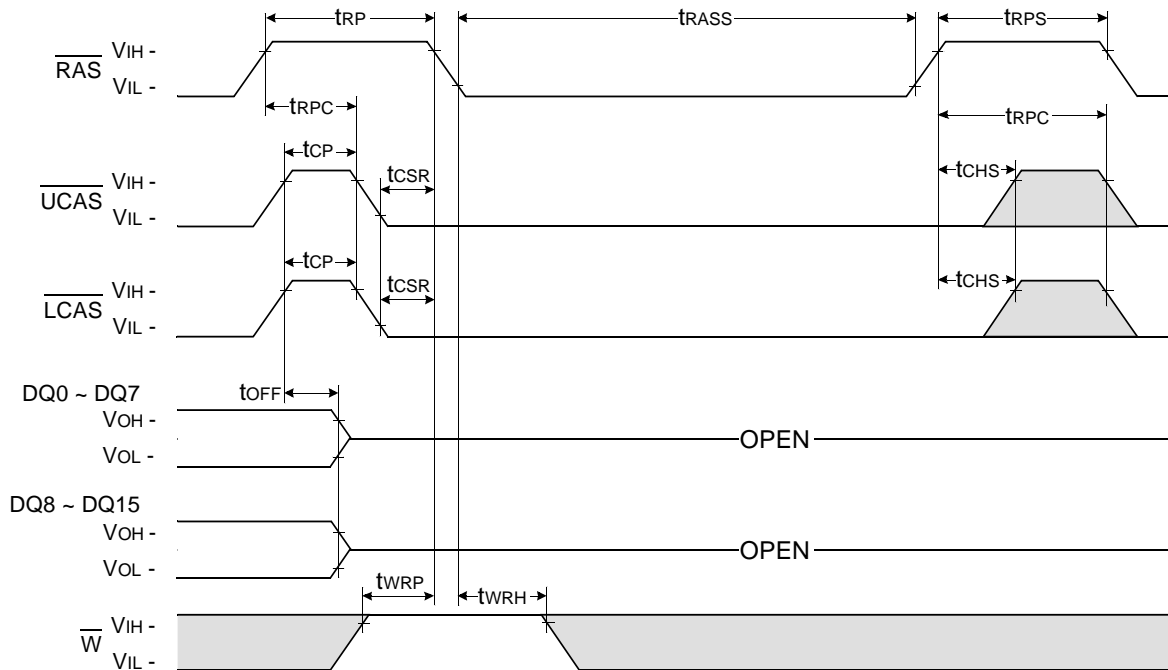 tRP
tRASS
tRPS
RAS
VIH -
VIL -
tRPC
tRPC
tCP
tCSR
tCHS
UCAS
VIH -
VIL -
tCP
tCSR
tCHS
LCAS
VIH -
VIL -
DQ0 ~ DQ7
tOFF
VOH -
VOL -
OPEN
DQ8 ~ DQ15
VOH -
VOL -
OPEN
tWRP
tWRH
W
VIH -
VIL -